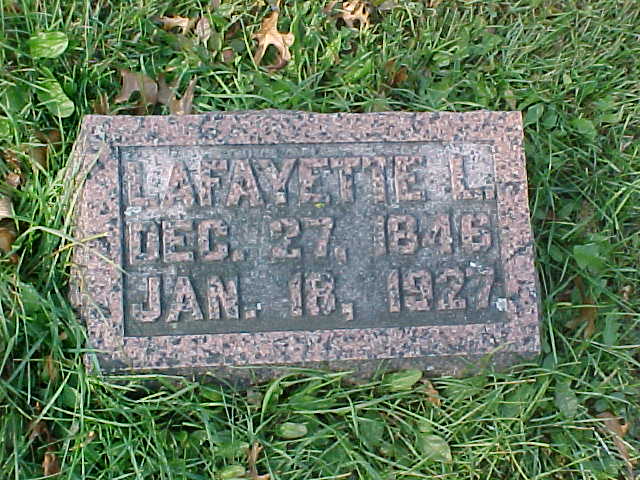 LAFAYETTE L.
DEC. 27, 1846
JAN. 18, 1927